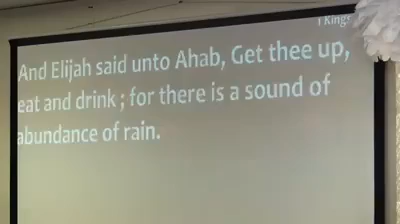 1 Kings
And Elijah said unto Ahab, Get thee up,
eat and drink ; for there is a sound of
abundance of rain.